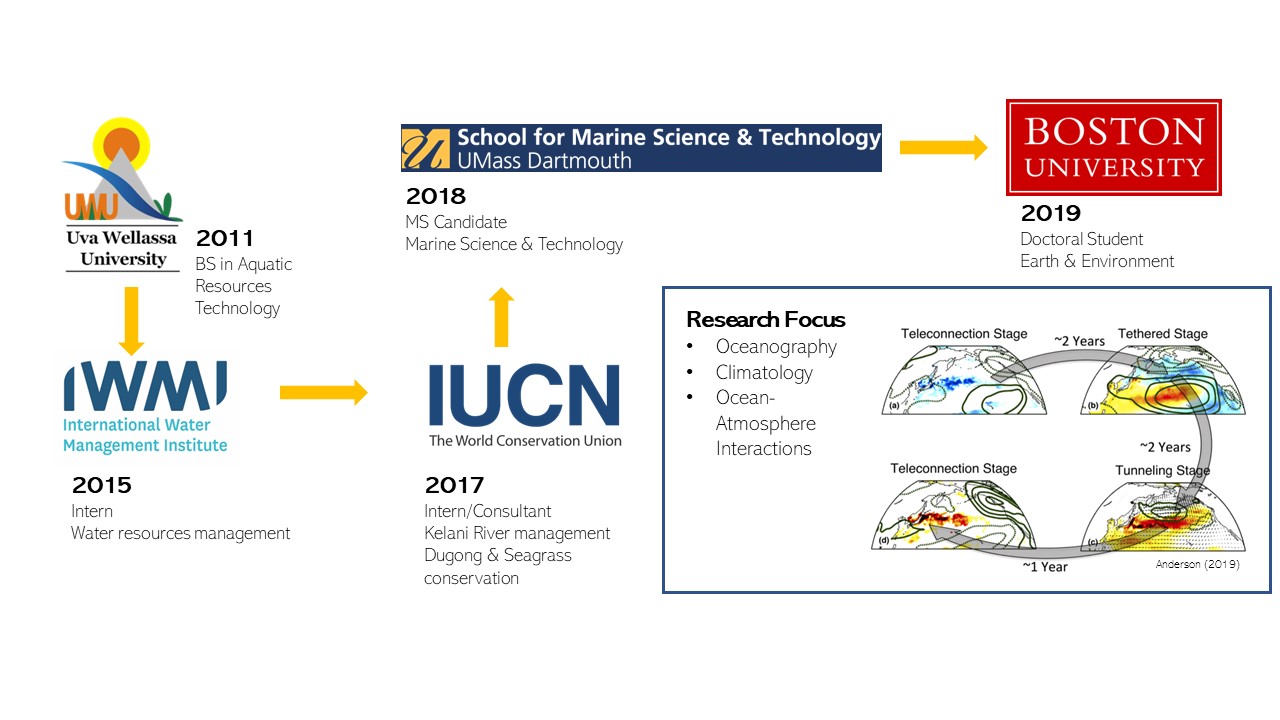 UWU
Uva Wellassa
University
2011
BS in Aquatic
Resources
Technology
IWMI
International Water
Management Institute
2015
Intern
Water resources management
IUCN
The World Conservation Union
2017
Intern/Consultant
Kelani River management
Dugong & Seagrass
conservation
School for Marine Science & Technology
UMass Dartmouth
2018
MS Candidate
Marine Science & Technology
BOSTON
UNIVERSITY
2019
Doctoral Student
Earth & Environment
Research Focus
• Oceanography
• Climatology
• Ocean-
Atmosphere
Interactions
Teleconnection Stage
~2 Years
Tethered Stage
(a)
(b)
~2 Years
Teleconnection Stage
Tunneling Stage
(d)
(c)
~1 Year
Anderson (2019)